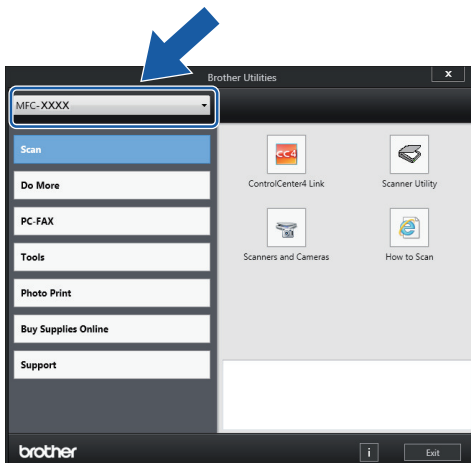 Brother Utilities
x
MFC-XXXX
Scan
Do More
PC-FAX
Tools
Photo Print
Buy Supplies Online
Support
CC4
ControlCenter4 Link
Scanner Utility
Scanners and Cameras
How to Scan
brother
i
Exit